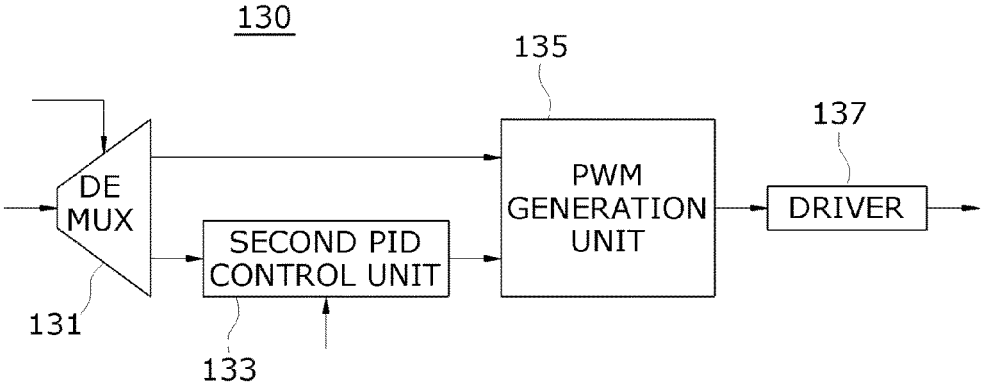 130
135
137
DE
MUX
PWM
GENERATION
UNIT
DRIVER
SECOND PID
CONTROL UNIT
131
133